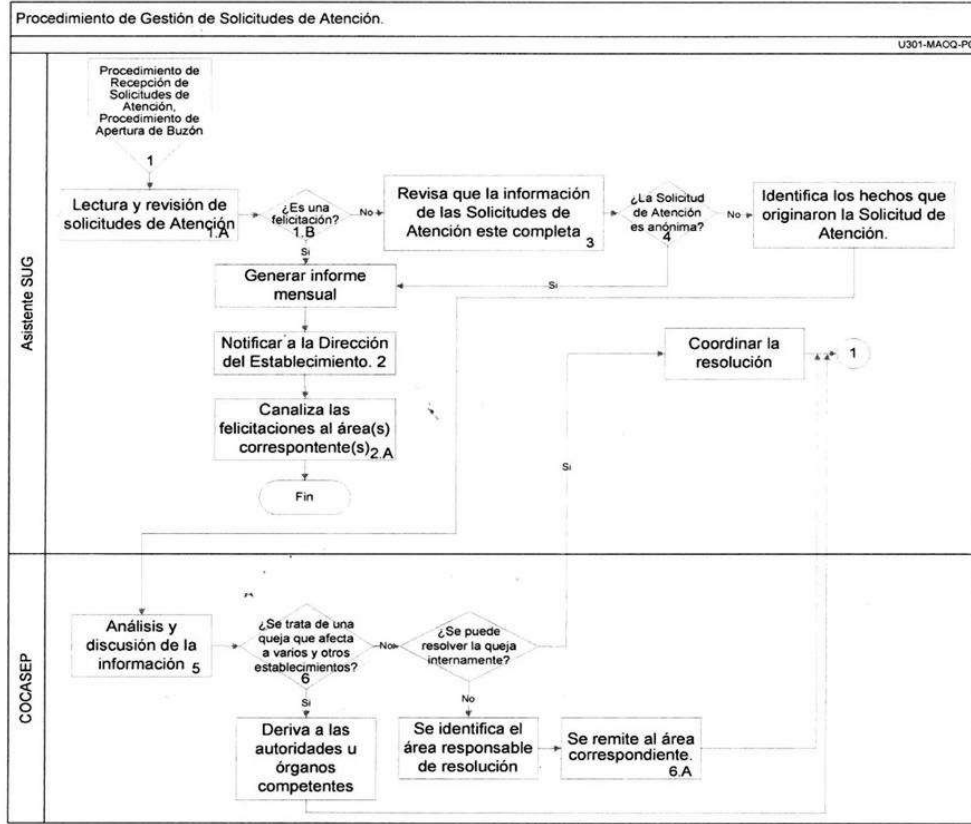 Procedimiento de Gestión de Solicitudes de Atención.
U301-MAOQ-P0
Asistente SUG
Procedimiento de
Recepción de
Solicitudes de
Atención,
Procedimiento de
Apertura de Buzón
1
Lectura y revisión de
solicitudes de Atención
1.A
¿Es una
felicitación?
1.B
No
Revisa que la información
de las Solicitudes de
Atención este completa
3
¿La Solicitud
de Atención
es anónima?
4
No
Identifica los hechos que
originaron la Solicitud de
Atención.
Si
Si
Generar informe
mensual
Notificar a la Dirección
del Establecimiento. 2
Canaliza las
felicitaciones al área(s)
correspontente(s)
2.A
Fin
Coordinar la
resolución
1
Si
COCASEP
Análisis y
discusión de la
información 5
¿Se trata de una
queja que afecta
a varios y otros
establecimientos?
6
No
¿Se puede
resolver la queja
internamente?
Si
No
Deriva a las
autoridades u
órganos
competentes
Se identifica el
área responsable
de resolución
Se remite al área
correspondiente.
6.A